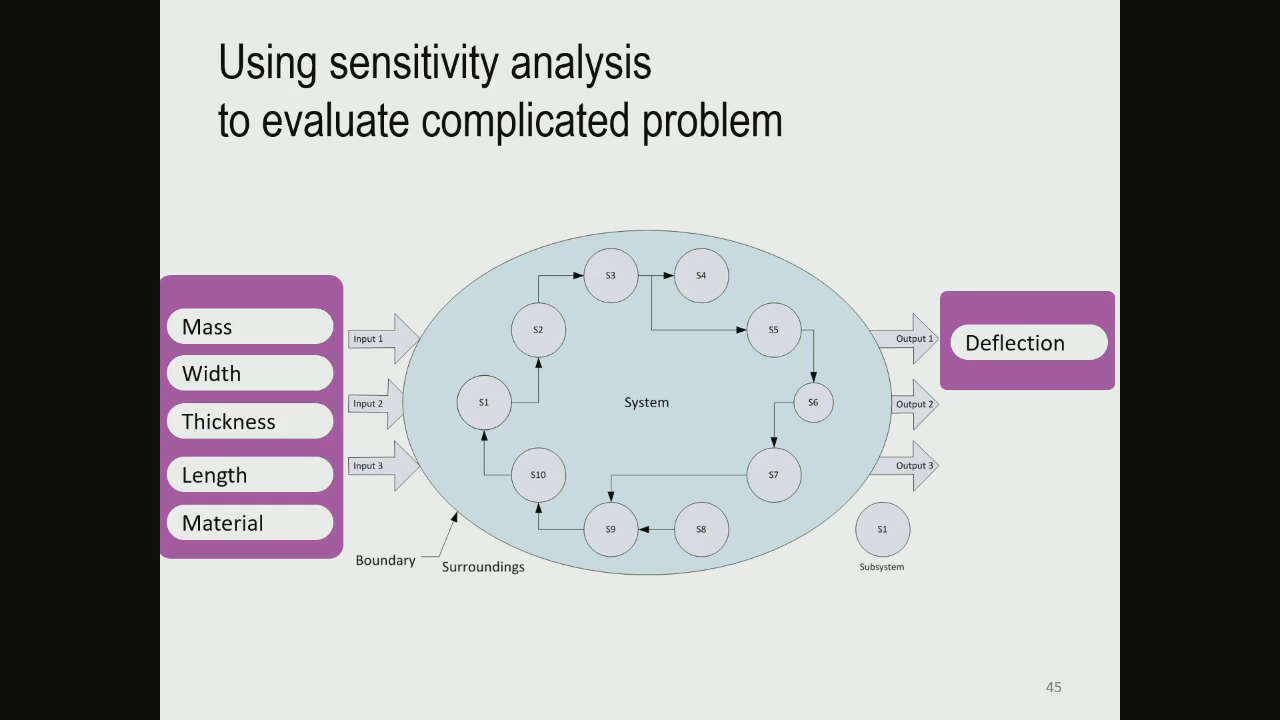 Using sensitivity analysis
to evaluate complicated problem
Mass
Width
Thickness
Length
Material
Input 1
Input 2
Input 3
S3
S4
S2
S5
S1
System
S6
S10
S7
S9
S8
Boundary
Surroundings
Output 1
Output 2
Output 3
Deflection
S1
Subsystem
45